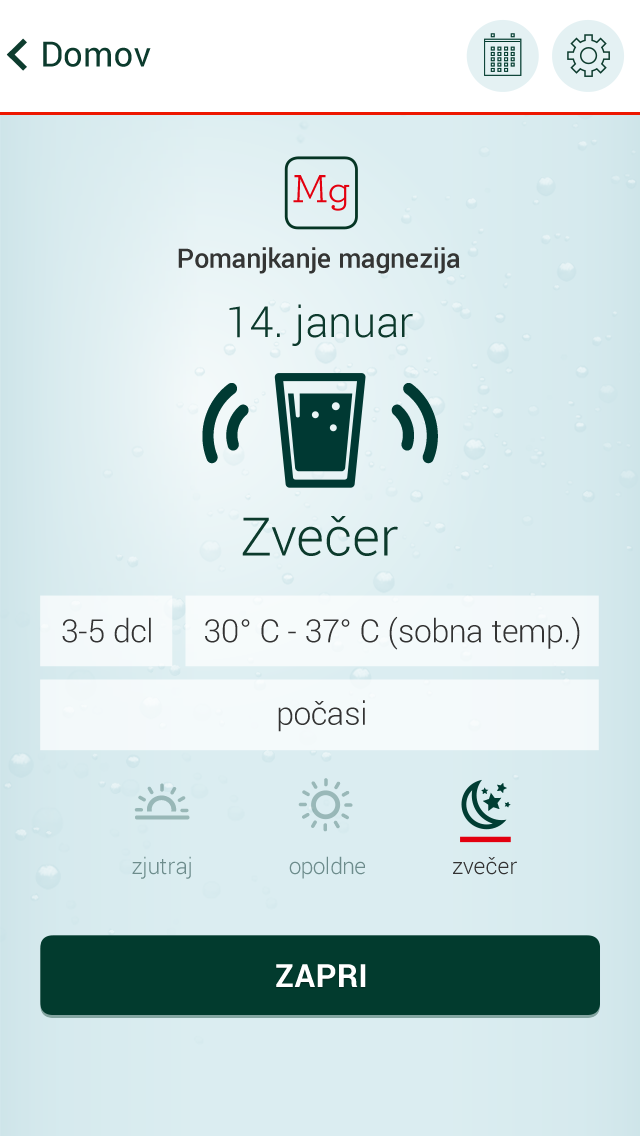 Domov
Mg
Pomanjkanje magnezija
14. januar
Zvečer
3-5 dcl
30° C - 37° C (sobna temp.)
počasi
zjutraj
opoldne
zvečer
ZAPRI